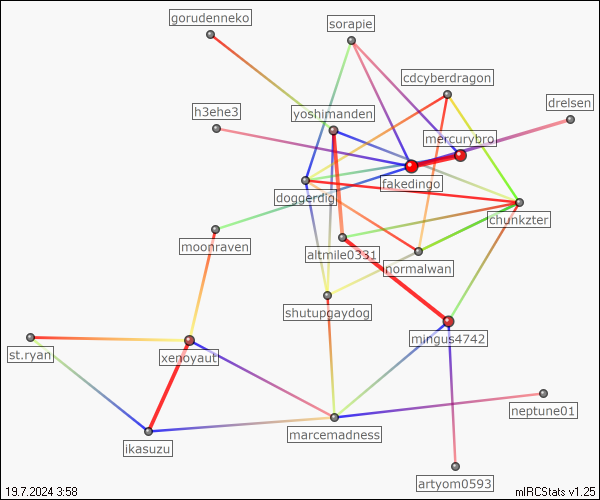 gorudenneko
sorapie
cdcyberdragon
h3ehe3
yoshimanden
drelsen
mercurybro
fakedingo
doggerdig
chunkzter
moonraven
altmile0331
normalwan
shutupgaydog
mingus4742
st.ryan
xenoyaut
neptune01
marcemadness
ikasuzu
artyom0593
19.7.2024 3:58
mIRCStats v1.25